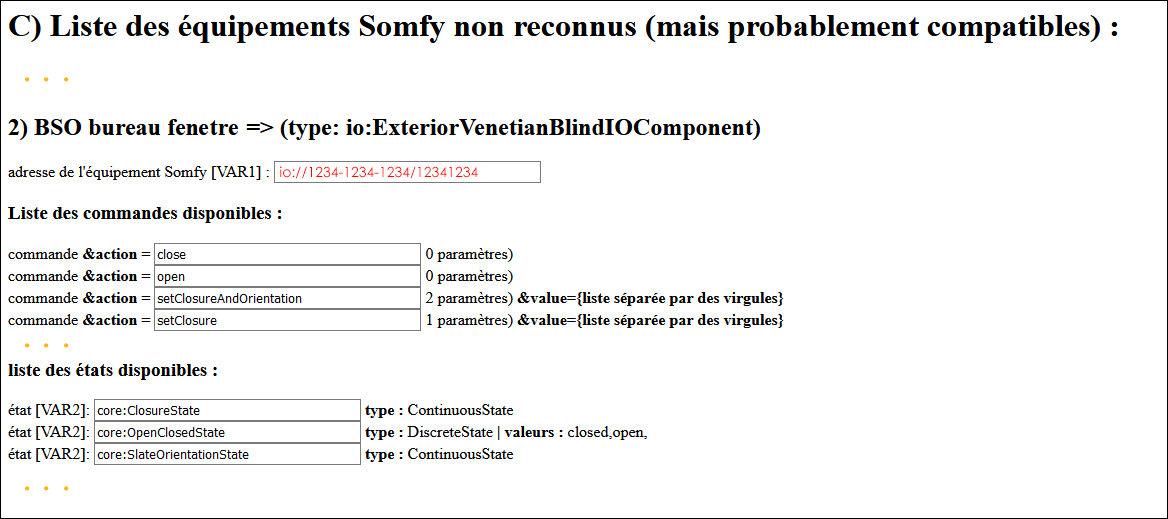 C) Liste des équipements Somfy non reconnus (mais probablement compatibles) :
. . .
2) BSO bureau fenetre => (type: io:ExteriorVenetianBlindIOComponent)
adresse de l'équipement Somfy [VAR1] : io://1234-1234-1234/12341234
Liste des commandes disponibles :
commande &action = close 0 paramètres)
commande &action = open 0 paramètres)
commande &action = setClosureAndOrientation 2 paramètres) &value={liste séparée par des virgules}
commande &action = setClosure 1 paramètres) &value={liste séparée par des virgules}
. . .
liste des états disponibles :
état [VAR2]: core:ClosureState type : ContinuousState
état [VAR2]: core:OpenClosedState type : DiscreteState | valeurs : closed,open,
état [VAR2]: core:SlateOrientationState type : ContinuousState
. . .